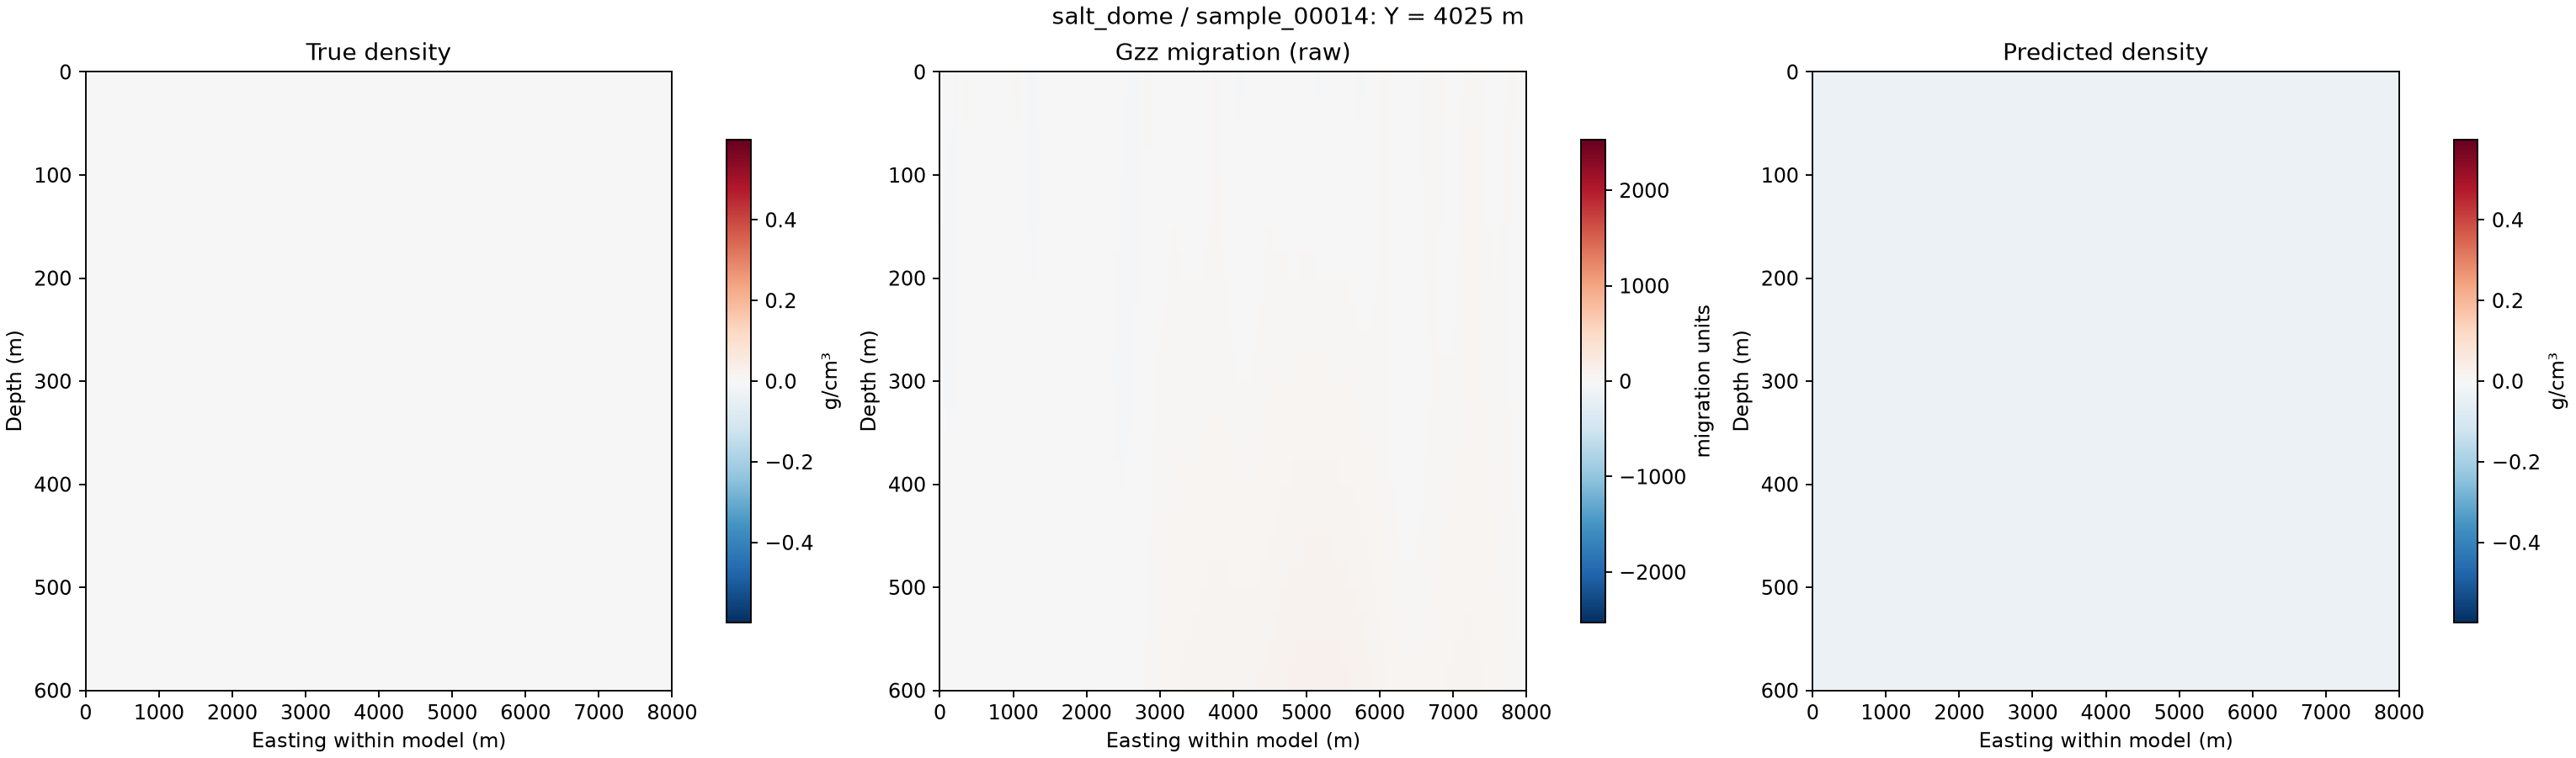 salt_dome / sample_00014: Y = 4025 m
True density
0
100
200
300
400
500
600
Depth (m)
0 1000 2000 3000 4000 5000 6000 7000 8000
Easting within model (m)
0.4
0.2
0.0
−0.2
−0.4
g/cm³
Gzz migration (raw)
0
100
200
300
400
500
600
Depth (m)
0 1000 2000 3000 4000 5000 6000 7000 8000
Easting within model (m)
2000
1000
0
−1000
−2000
migration units
Predicted density
0
100
200
300
400
500
600
Depth (m)
0 1000 2000 3000 4000 5000 6000 7000 8000
Easting within model (m)
0.4
0.2
0.0
−0.2
−0.4
g/cm³